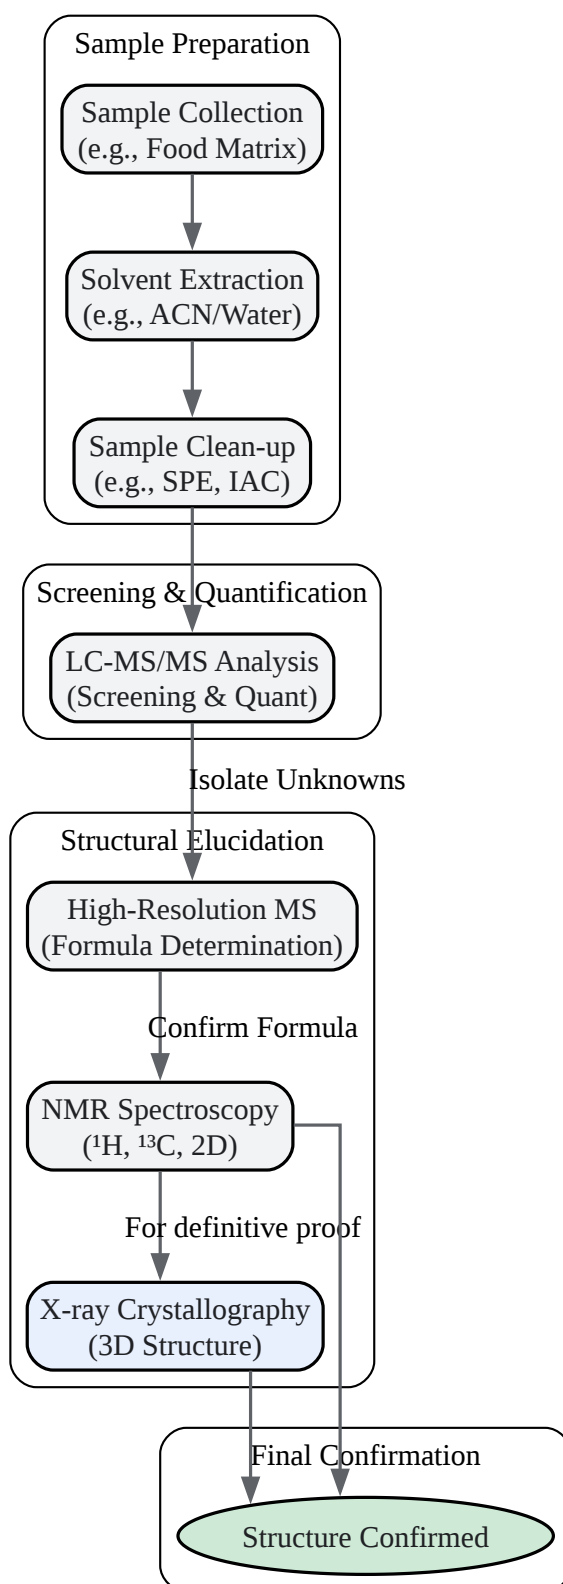 Sample Preparation
Sample Collection
(e.g., Food Matrix)
Solvent Extraction
(e.g., ACN/Water)
Sample Clean-up
(e.g., SPE, IAC)
Screening & Quantification
LC-MS/MS Analysis
(Screening & Quant)
Isolate Unknowns
Structural Elucidation
High-Resolution MS
(Formula Determination)
Confirm Formula
NMR Spectroscopy
(¹H, ¹³C, 2D)
For definitive proof
X-ray Crystallography
(3D Structure)
Final Confirmation
Structure Confirmed